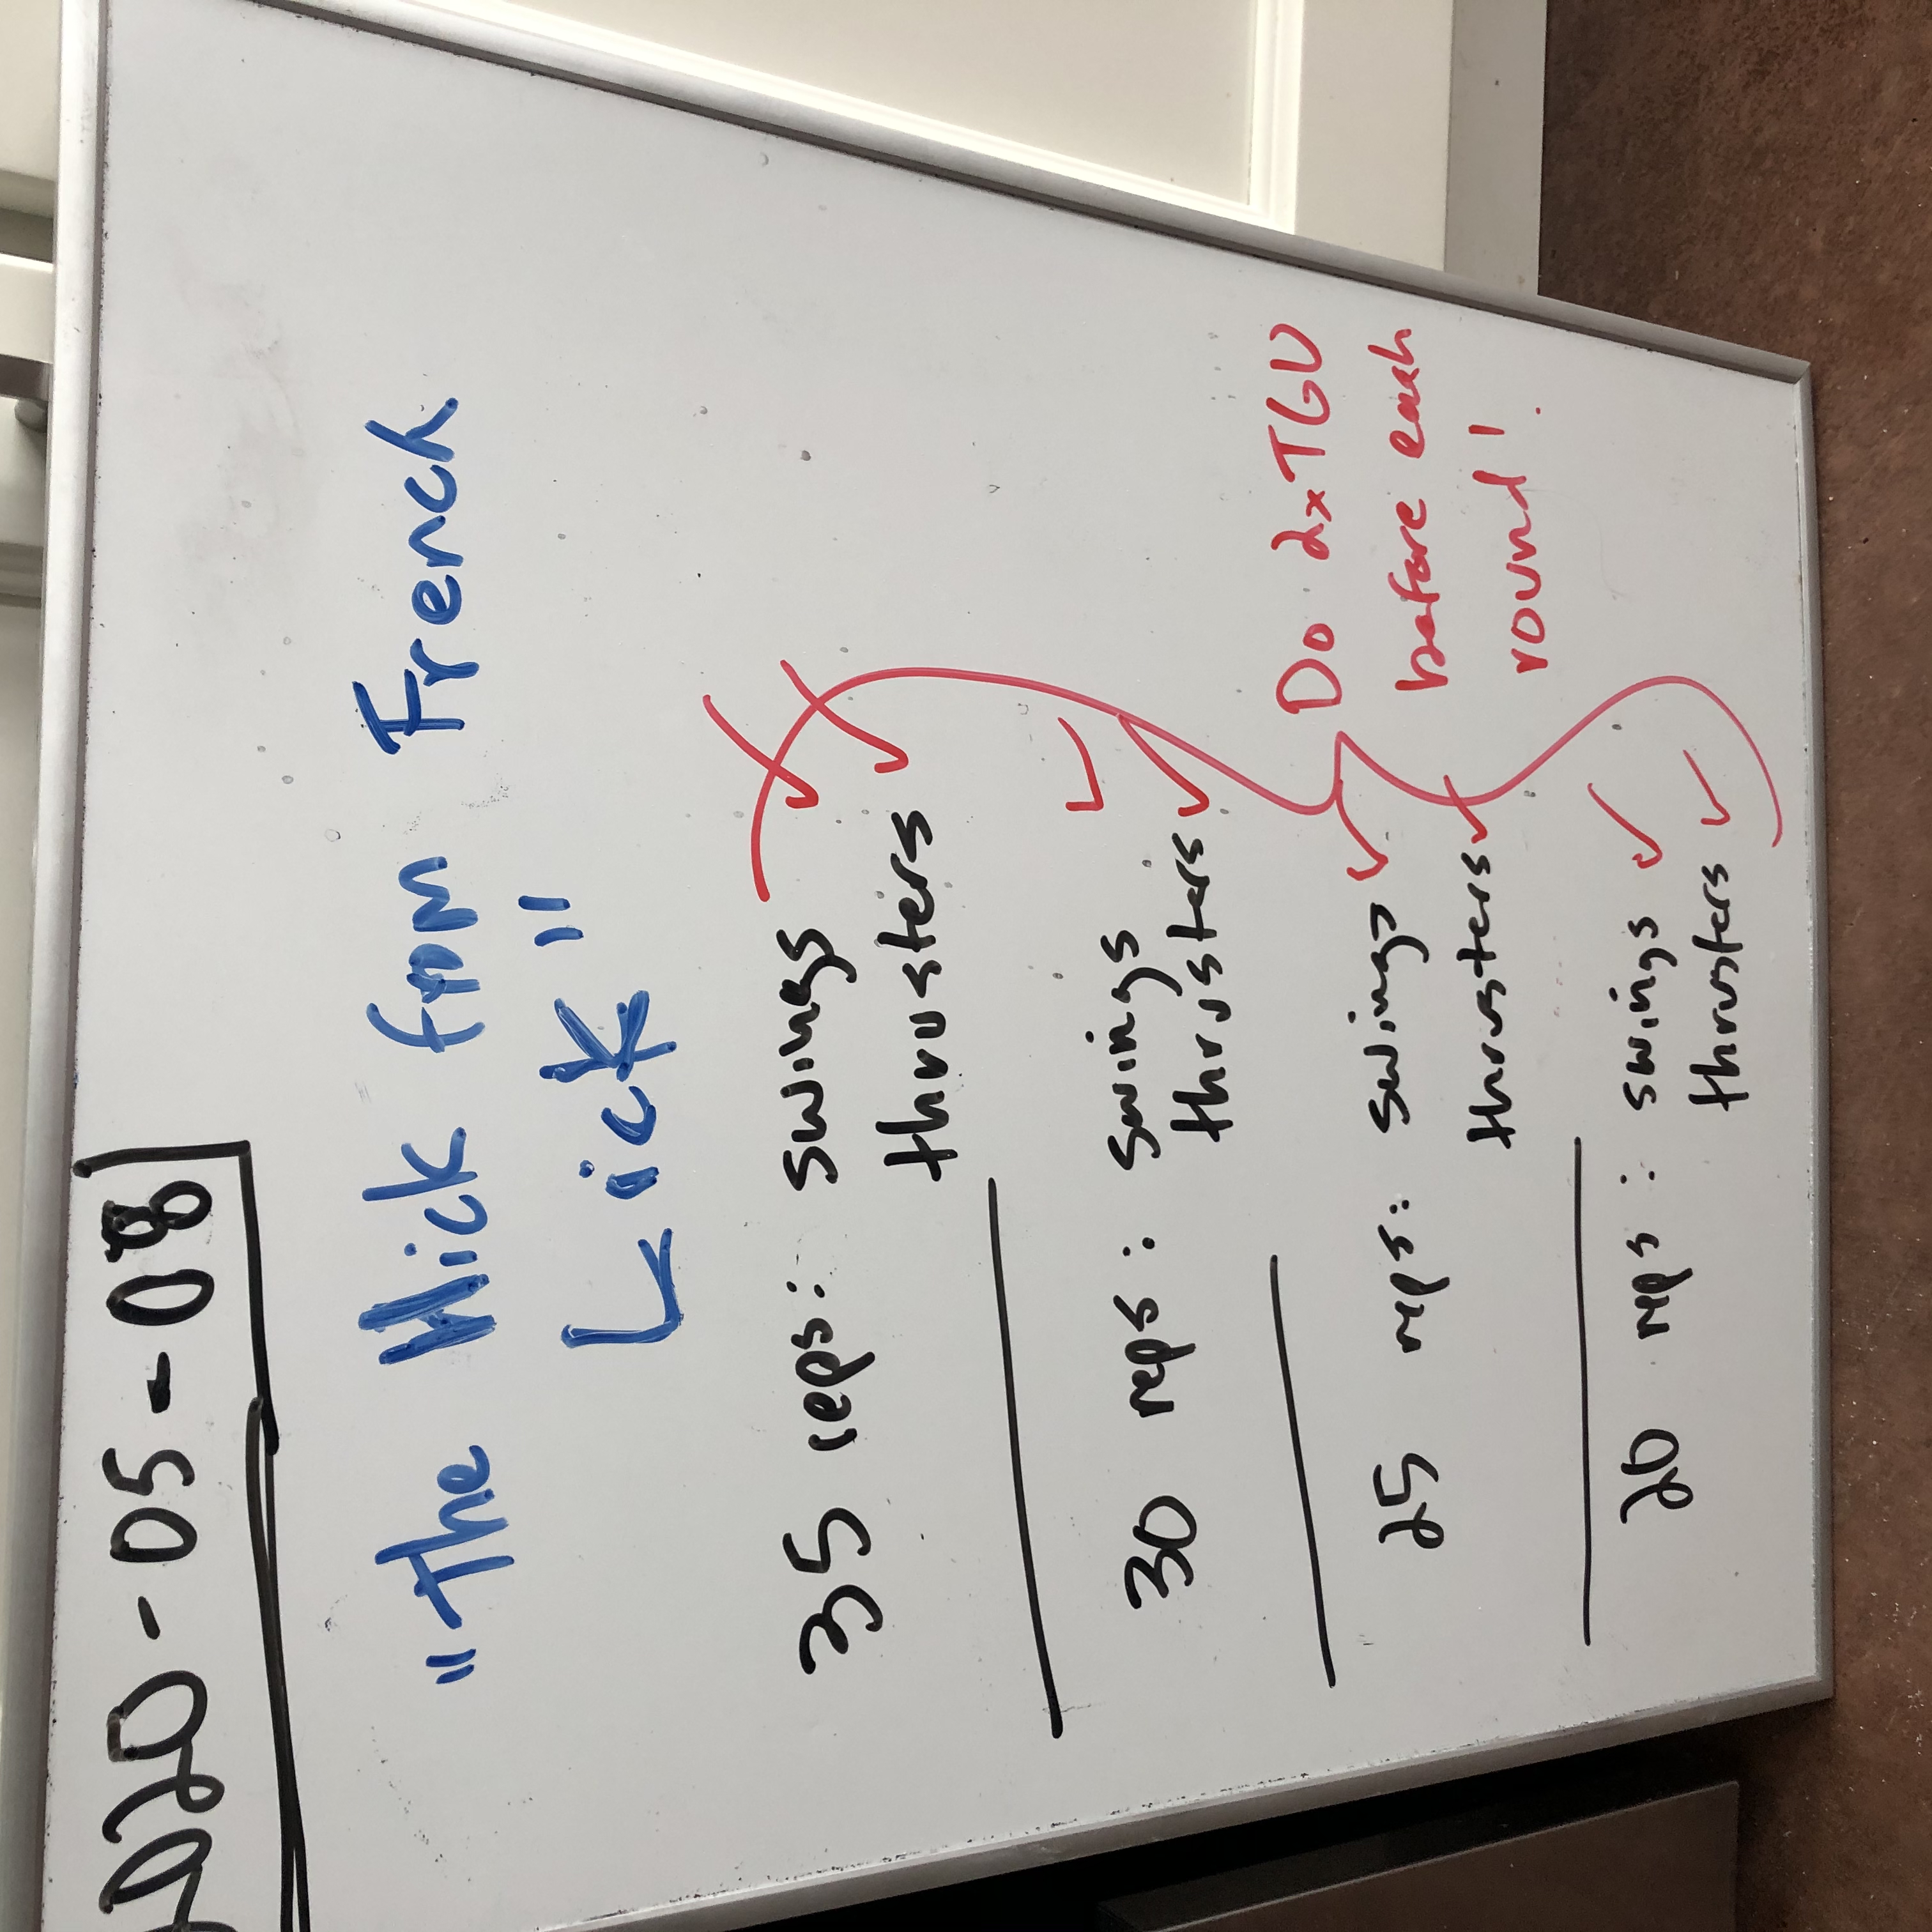 2020-05-08
"The Hick from French
Lick"
35 reps: swings
thrusters
30 reps: swings
thrusters
25 reps: swings
thrusters
20 reps: swings
thrusters
Do 2xTGU
before each
round!